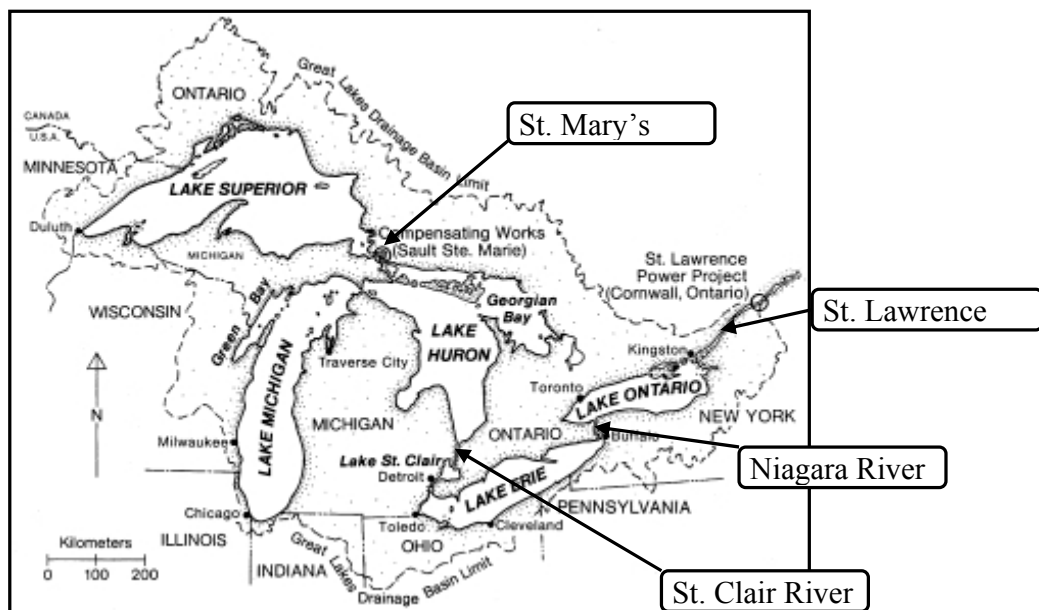 Great Lakes Drainage Basin Limit
ONTARIO
St. Mary's
CANADA
U.S.A.
MINNESOTA
LAKE SUPERIOR
Duluth
Compensating Works
(Sault Ste. Marie)
MICHIGAN
St. Lawrence
Power Project
(Cornwall, Ontario)
WISCONSIN
Green Bay
Georgian
Bay
St. Lawrence
LAKE
HURON
Traverse City
Kingston
N
LAKE MICHIGAN
Toronto
LAKE ONTARIO
MICHIGAN
NEW YORK
ONTARIO
Milwaukee
Buffalo
Lake St. Clair
Niagara River
Detroit
LAKE ERIE
PENNSYLVANIA
Chicago
Toledo
Cleveland
Kilometers
0 100 200
ILLINOIS
OHIO
INDIANA
Great Lakes
Drainage Basin Limit
St. Clair River